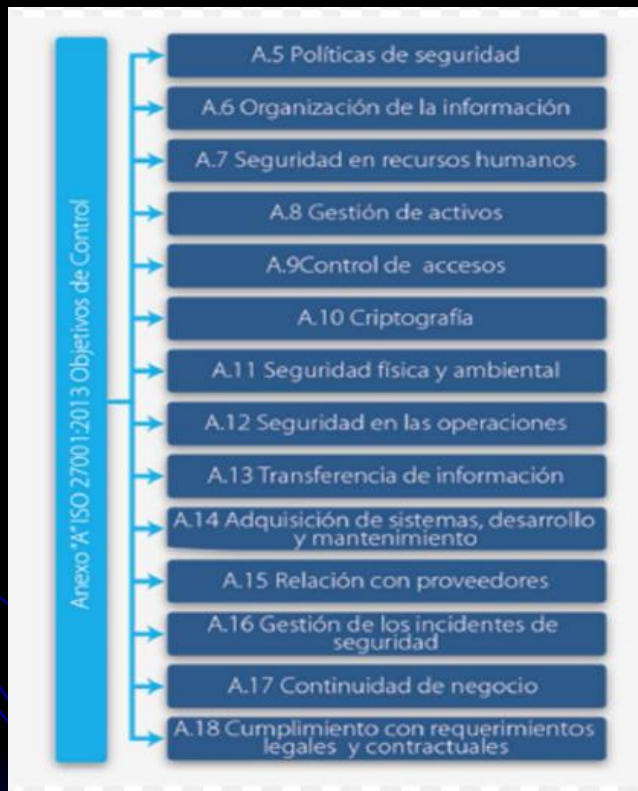 Anexo "A" ISO 27001:2013 Objetivos de Control
A.5 Políticas de seguridad
A.6 Organización de la información
A.7 Seguridad en recursos humanos
A.8 Gestión de activos
A.9Control de accesos
A.10 Criptografía
A.11 Seguridad física y ambiental
A.12 Seguridad en las operaciones
A.13 Transferencia de información
A.14 Adquisición de sistemas, desarrollo
y mantenimiento
A.15 Relación con proveedores
A.16 Gestión de los incidentes de
seguridad
A.17 Continuidad de negocio
A.18 Cumplimiento con requerimientos
legales y contractuales